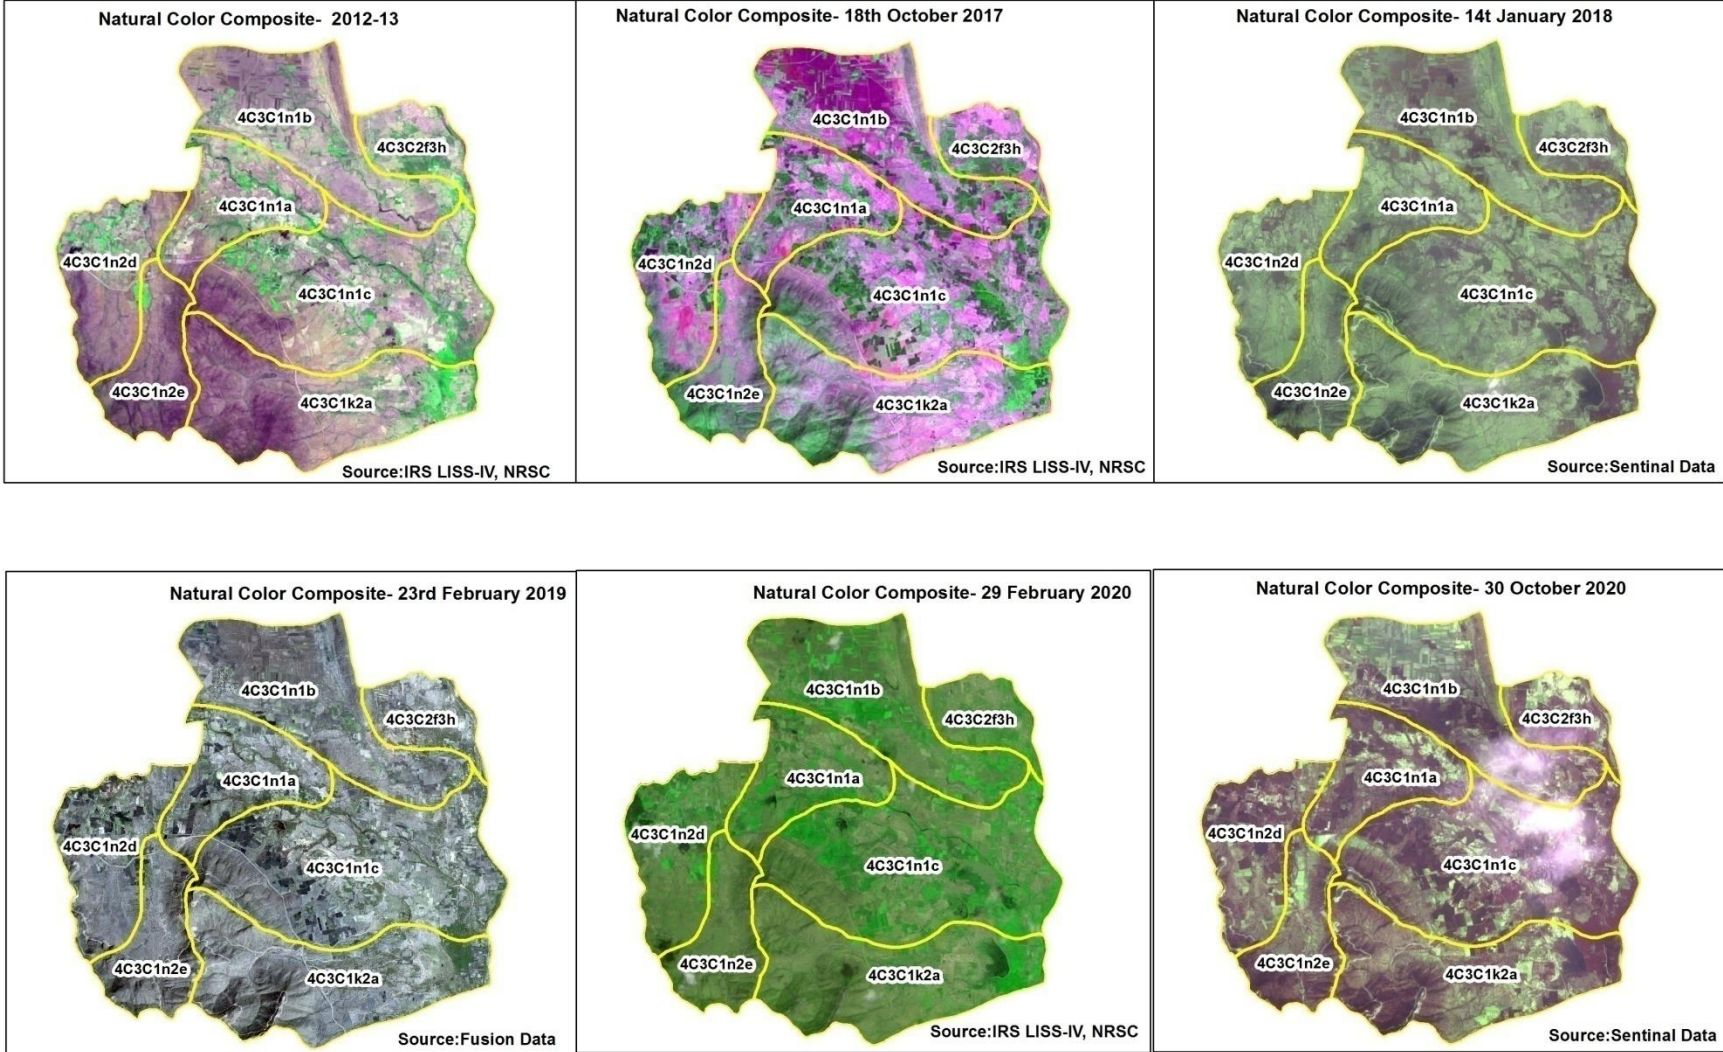 Natural Color Composite- 2012-13
4C3C1n1b
4C3C2f3h
4C3C1n1a
4C3C1n2d
4C3C1n1c
4C3C1n2e
4C3C1k2a
Source:IRS LISS-IV, NRSC
Natural Color Composite- 18th October 2017
4C3C1n1b
4C3C2f3h
4C3C1n1a
4C3C1n2d
4C3C1n1c
4C3C1n2e
4C3C1k2a
Source:IRS LISS-IV, NRSC
Natural Color Composite- 14t January 2018
4C3C1n1b
4C3C2f3h
4C3C1n1a
4C3C1n2d
4C3C1n1c
4C3C1n2e
4C3C1k2a
Source:Sentinal Data
Natural Color Composite- 23rd February 2019
4C3C1n1b
4C3C2f3h
4C3C1n1a
4C3C1n2d
4C3C1n1c
4C3C1n2e
4C3C1k2a
Source:Fusion Data
Natural Color Composite- 29 February 2020
4C3C1n1b
4C3C2f3h
4C3C1n1a
4C3C1n2d
4C3C1n1c
4C3C1n2e
4C3C1k2a
Source:IRS LISS-IV, NRSC
Natural Color Composite- 30 October 2020
4C3C1n1b
4C3C2f3h
4C3C1n1a
4C3C1n2d
4C3C1n1c
4C3C1n2e
4C3C1k2a
Source:Sentinal Data